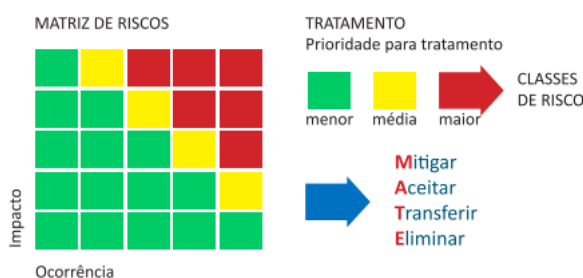 MATRIZ DE RISCOS
Impacto
Ocorrência
TRATAMENTO
Prioridade para tratamento
menor
média
maior
CLASSES
DE RISCO
Mitigar
Aceitar
Transferir
Eliminar